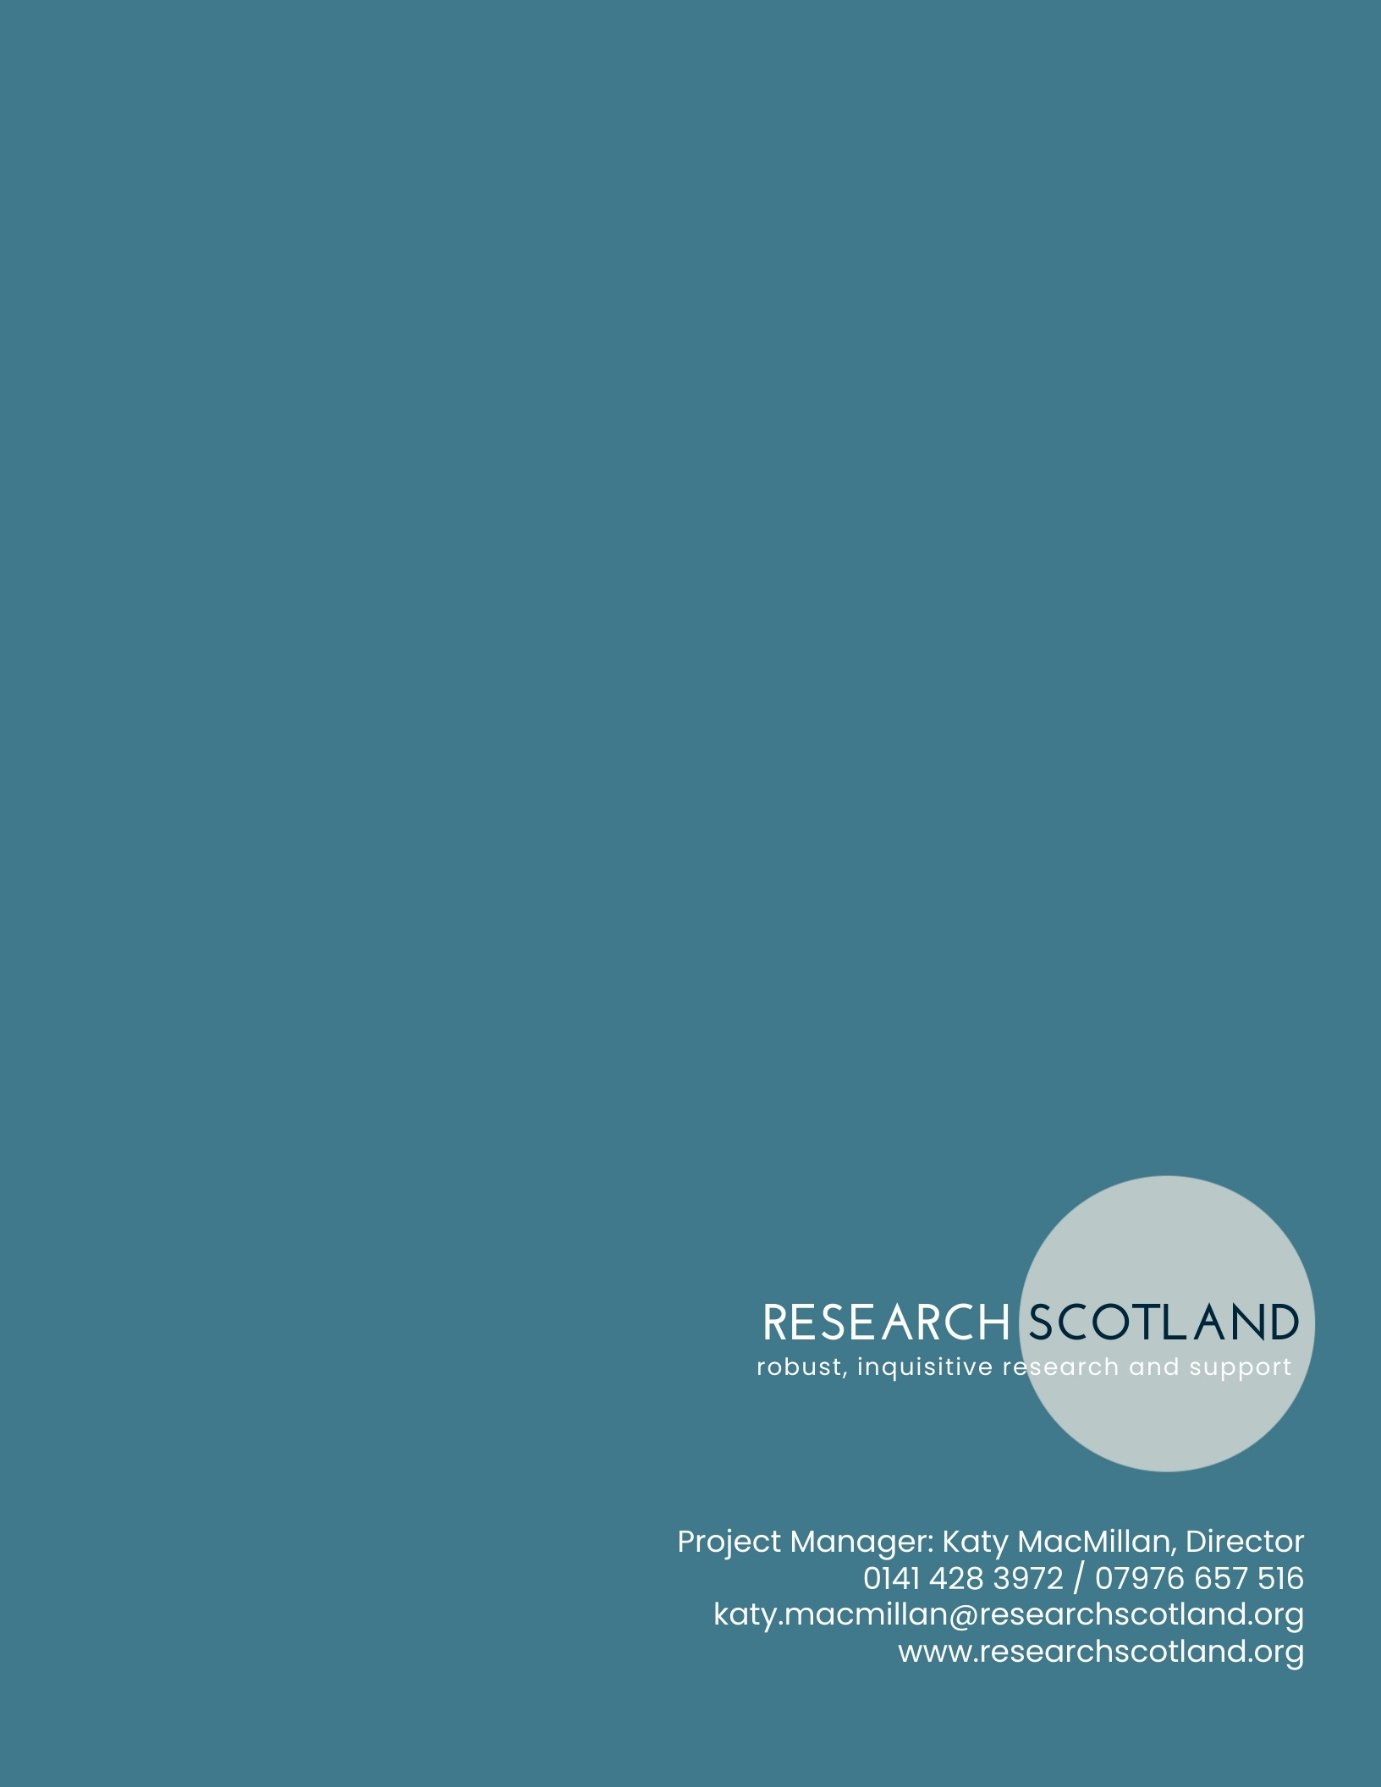 RESEARCH SCOTLAND
robust, inquisitive research and support
Project Manager: Katy MacMillan, Director
0141 428 3972 / 07976 657 516
katy.macmillan@researchscotland.org
www.researchscotland.org